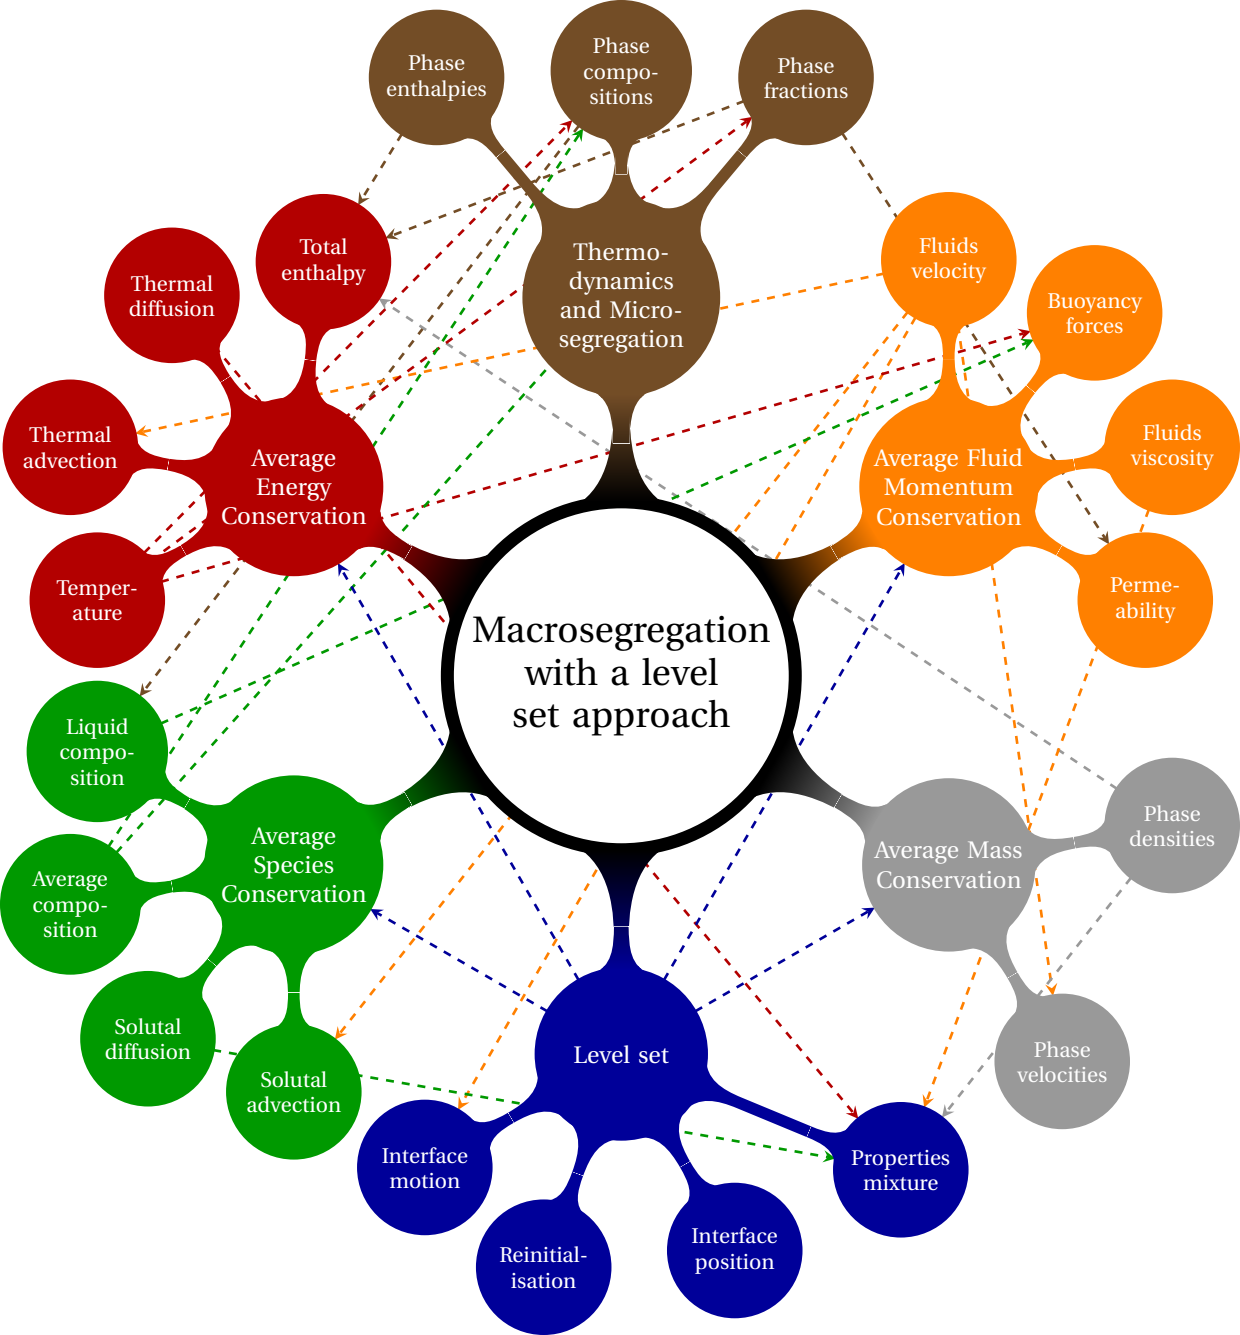 Phase
enthalpies
Phase
compo-
sitions
Phase
fractions
Total
enthalpy
Thermal
diffusion
Thermal
advection
Temper-
ature
Average
Energy
Conservation
Thermo-
dynamics
and Micro-
segregation
Fluids
velocity
Buoyancy
forces
Fluids
viscosity
Perme-
ability
Average Fluid
Momentum
Conservation
Macrosegregation
with a level
set approach
Liquid
compo-
sition
Average
compo-
sition
Solutal
diffusion
Solutal
advection
Average
Species
Conservation
Average Mass
Conservation
Phase
densities
Phase
velocities
Level set
Interface
motion
Reinitial-
isation
Interface
position
Properties
mixture